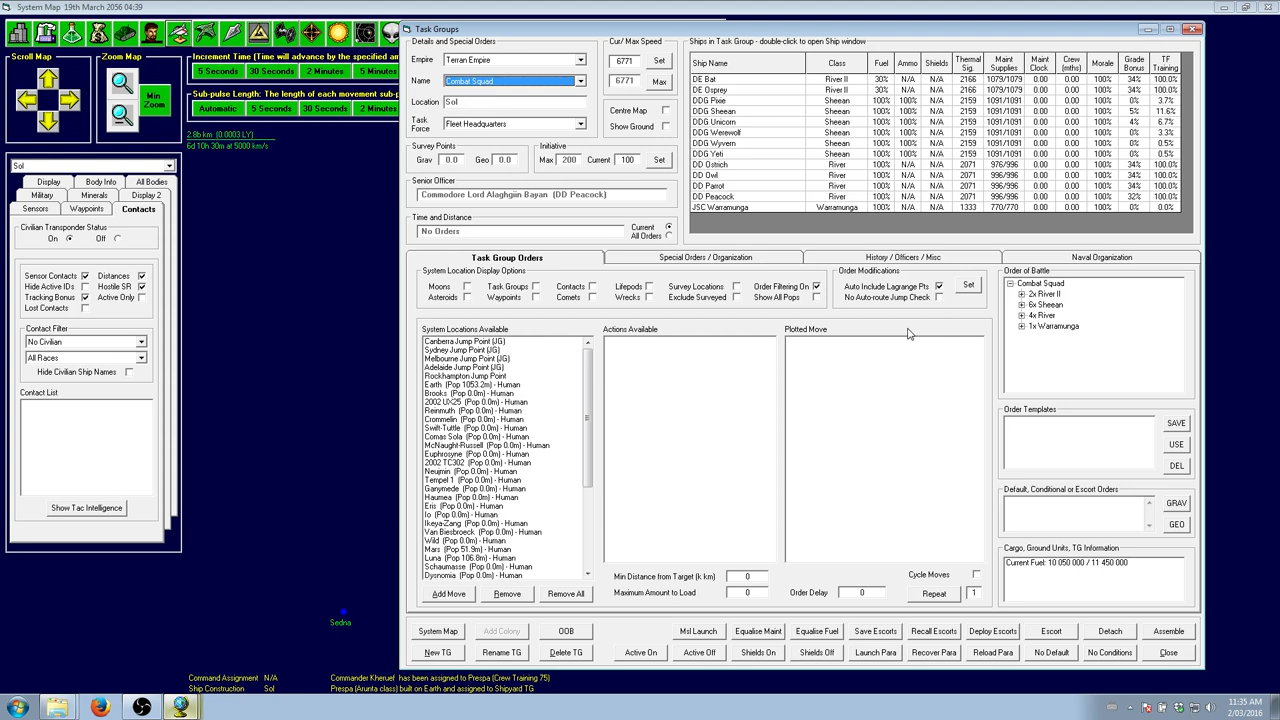 System Map  19th March 2056 04:39
Scroll Map
Zoom Map
Min Zoom
Increment Time (Time will advance by the specified am
5 Seconds
30 Seconds
2 Minutes
5 Minutes
Sub-pulse Length: The length of each movement sub-p
Automatic
5 Seconds
30 Seconds
2 Minutes
2.8b km  (0.0003 LY)
6d 10h 30m at 5000 km/s
Sol
Display
Body Info
All Bodies
Military
Minerals
Display 2
Sensors
Waypoints
Contacts
Civilian Transponder Status
On
Off
Sensor Contacts
Distances
Hide Active IDs
Hostile SR
Tracking Bonus
Active Only
Lost Contacts
Contact Filter
No Civilian
All Races
Hide Civilian Ship Names
Contact List
Show Tac Intelligence
Sedna
Command Assignment   N/A
Commander Kheruef  has been assigned to Prespa (Crew Training 75)
Ship Construction   Sol
Prespa (Arunta class) built on Earth and assigned to Shipyard TG
Task Groups
Details and Special Orders
Empire
Terran Empire
Name
Combat Squad
Location
Sol
Task Force
Fleet Headquarters
Cur/ Max Speed
6771
Set
6771
Max
Centre Map
Show Ground
Survey Points
Grav
0.0
Geo
0.0
Initiative
Max
200
Current
100
Set
Senior Officer
Commodore Lord Alaghgiin Bayan  (DD Peacock)
Time and Distance
No Orders
Current
All Orders
Ships in Task Group - double-click to open Ship window
Ship Name  Class  Fuel  Ammo  Shields  Thermal Sig.  Maint Supplies  Maint Clock  Crew (mths)  Morale  Grade Bonus  TF Training
DE Bat  River II  30%  N/A  N/A  2166  1079/1079  0.00  0.00  100%  34%  100.0%
DE Osprey  River II  30%  N/A  N/A  2166  1079/1079  0.00  0.00  100%  34%  100.0%
DDG Pixie  Sheean  100%  100%  N/A  2159  1091/1091  0.00  0.00  100%  0%  3.7%
DDG Sheean  Sheean  100%  100%  N/A  2159  1091/1091  0.00  0.00  100%  5%  11.6%
DDG Unicorn  Sheean  100%  100%  N/A  2159  1091/1091  0.00  0.00  100%  4%  6.7%
DDG Werewolf  Sheean  100%  100%  N/A  2159  1091/1091  0.00  0.00  100%  0%  3.3%
DDG Wyvern  Sheean  100%  100%  N/A  2159  1091/1091  0.00  0.00  100%  0%  0.5%
DDG Yeti  Sheean  100%  100%  N/A  2159  1091/1091  0.00  0.00  100%  0%  0.5%
DD Ostrich  River  100%  N/A  N/A  2165  976/976  0.00  0.00  100%  34%  100.0%
DD Owl  River  100%  N/A  N/A  2166  996/996  0.00  0.00  100%  34%  100.0%
DD Parrot  River  100%  N/A  N/A  2166  996/996  0.00  0.00  100%  34%  100.0%
DD Peacock  River  100%  N/A  N/A  2166  996/996  0.00  0.00  100%  32%  100.0%
JSC Warramunga  Warramunga  100%  N/A  N/A  1333  770/770  0.00  0.00  100%  0%  0.0%
Task Group Orders
Special Orders / Organization
History / Officers / Misc
Naval Organization
System Location Display Options
Moons
Task Groups
Contacts
Lifepods
Survey Locations
Order Filtering On
Asteroids
Waypoints
Comets
Wrecks
Exclude Surveyed
Show All Pops
Order Modifications
Auto Include Lagrange Pts
No Auto-route Jump Check
Set
System Locations Available
Canberra Jump Point (JG)
Sydney Jump Point (JG)
Melbourne Jump Point (JG)
Adelaide Jump Point (JG)
Rockhampton Jump Point
Earth  (Pop 1053.2m) - Human
Brooks  (Pop 0.0m) - Human
2002 UX25  (Pop 0.0m) - Human
Reinmuth  (Pop 0.0m) - Human
Crommelin  (Pop 0.0m) - Human
Swift-Tuttle  (Pop 0.0m) - Human
Comas Sola  (Pop 0.0m) - Human
McNaught-Russell  (Pop 0.0m) - Human
Euphrosyne  (Pop 0.0m) - Human
2002 TC302  (Pop 0.0m) - Human
Neujmin  (Pop 0.0m) - Human
Tempel 1  (Pop 0.0m) - Human
Ganymede  (Pop 0.0m) - Human
Haumea  (Pop 0.0m) - Human
Eris  (Pop 0.0m) - Human
Io  (Pop 0.0m) - Human
Ikeya-Zang  (Pop 0.0m) - Human
Van Biesbroeck  (Pop 0.0m) - Human
Wild  (Pop 0.0m) - Human
Mars  (Pop 51.9m) - Human
Luna  (Pop 106.8m) - Human
Schaumasse  (Pop 0.0m) - Human
Dysnomia  (Pop 0.0m) - Human
Actions Available
Plotted Move
Add Move
Remove
Remove All
Min Distance from Target (k km)
0
Maximum Amount to Load
0
Order Delay
0
Cycle Moves
Repeat
1
Order of Battle
Combat Squad
2x River II
6x Sheean
4x River
1x Warramunga
Order Templates
SAVE
USE
DEL
Default, Conditional or Escort Orders
GRAV
GEO
Cargo, Ground Units, TG Information
Current Fuel: 10 050 000 / 11 450 000
System Map
Add Colony
OOB
Msl Launch
Equalise Maint
Equalise Fuel
Save Escorts
Recall Escorts
Deploy Escorts
Escort
Detach
Assemble
New TG
Rename TG
Delete TG
Active On
Active Off
Shields On
Shields Off
Launch Para
Recover Para
Reload Para
No Default
No Conditions
Close
11:35 AM
2/03/2016